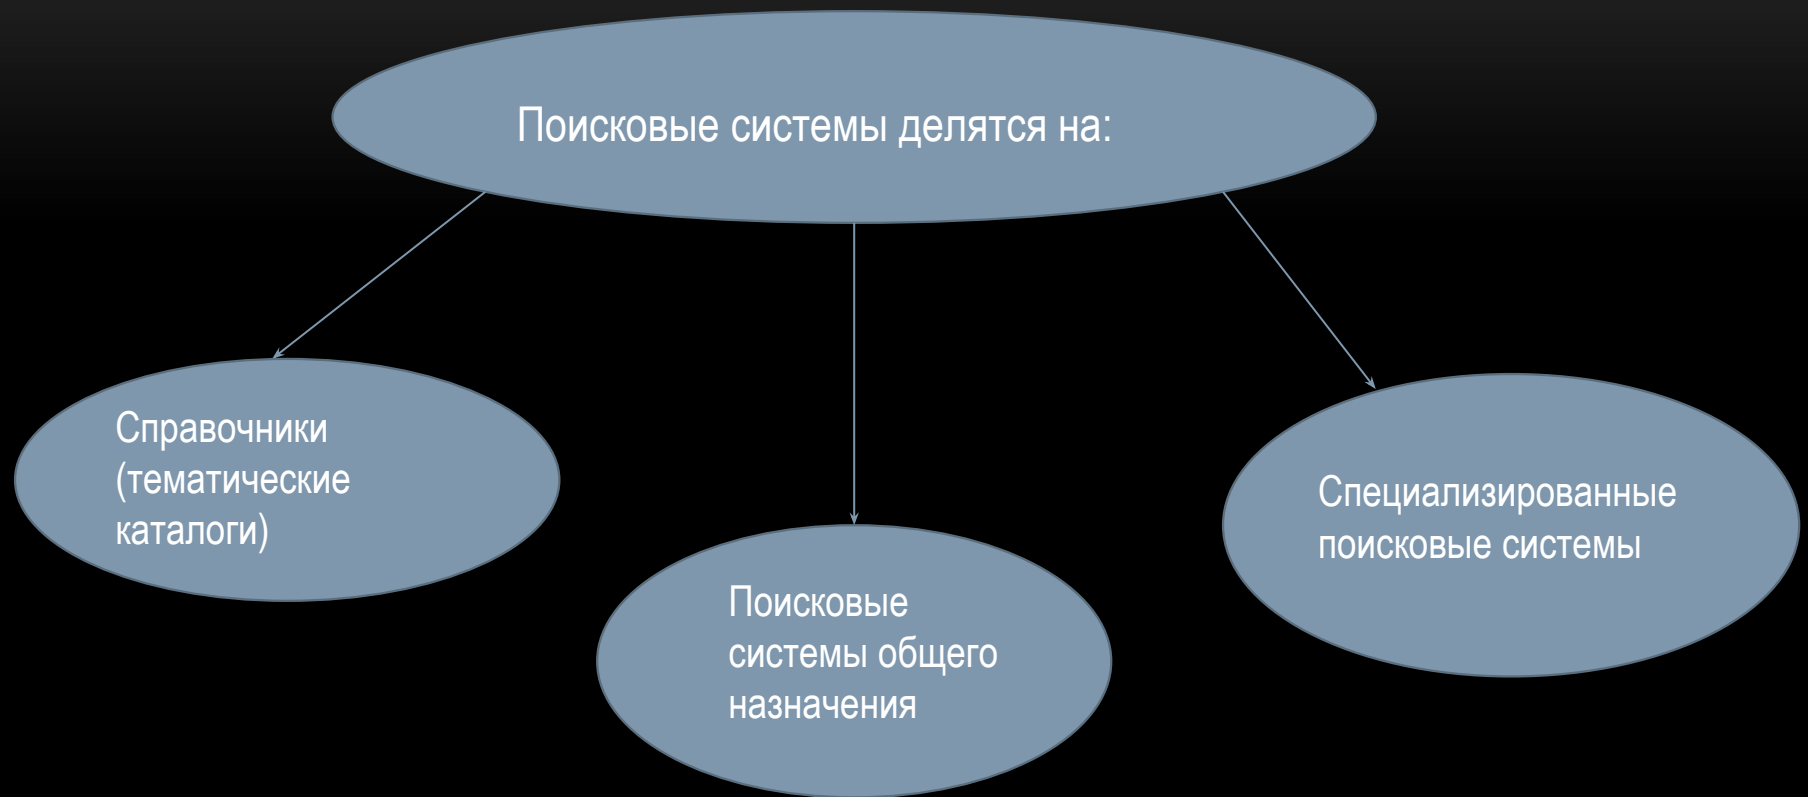 Поисковые системы делятся на:
Справочники
(тематические
каталоги)
Поисковые
системы общего
назначения
Специализированные
поисковые системы